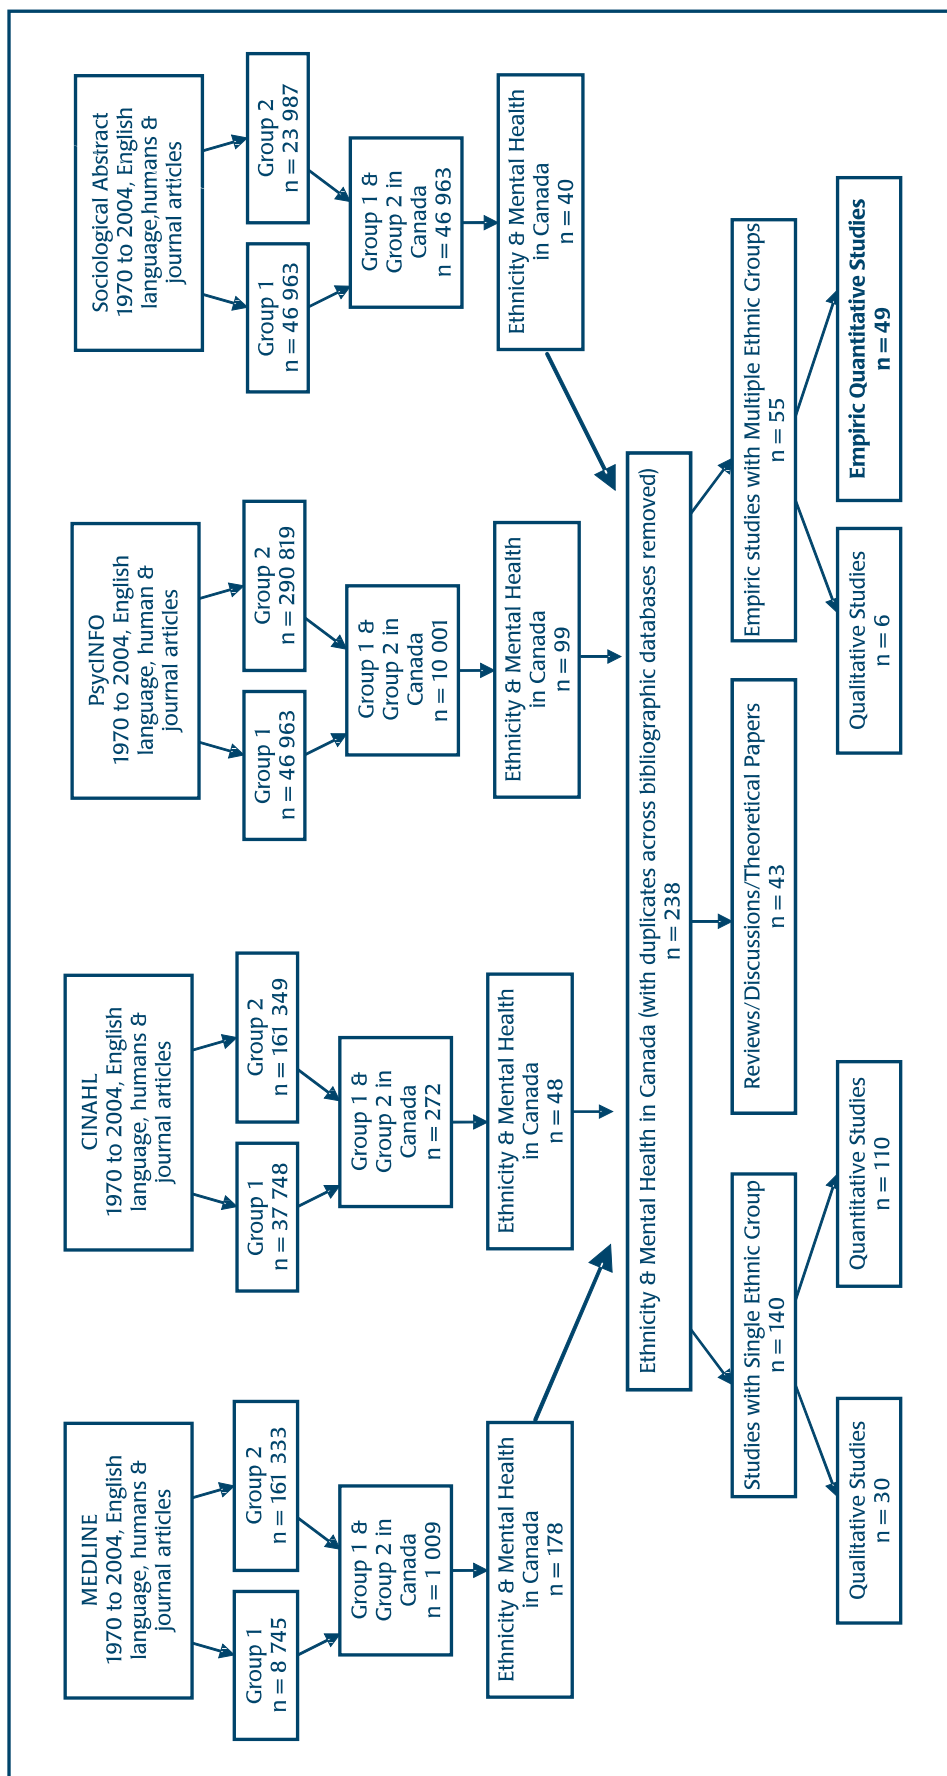 MEDLINE
1970 to 2004, English
language, humans &
journal articles
Group 1
n = 8 745
Group 2
n = 161 333
Group 1 &
Group 2 in
Canada
n = 1 009
Ethnicity & Mental Health
in Canada
n = 178
CINAHL
1970 to 2004, English
language, humans &
journal articles
Group 1
n = 37 748
Group 2
n = 161 349
Group 1 &
Group 2 in
Canada
n = 272
Ethnicity & Mental Health
in Canada
n = 48
PsycINFO
1970 to 2004, English
language, human &
journal articles
Group 1
n = 46 963
Group 2
n = 290 819
Group 1 &
Group 2 in
Canada
n = 10 001
Ethnicity & Mental Health
in Canada
n = 99
Sociological Abstract
1970 to 2004, English
language,humans &
journal articles
Group 1
n = 46 963
Group 2
n = 23 987
Group 1 &
Group 2 in
Canada
n = 46 963
Ethnicity & Mental Health
in Canada
n = 40
Ethnicity & Mental Health in Canada (with duplicates across bibliographic databases removed)
n = 238
Studies with Single Ethnic Group
n = 140
Reviews/Discussions/Theoretical Papers
n = 43
Empiric studies with Multiple Ethnic Groups
n = 55
Qualitative Studies
n = 30
Quantitative Studies
n = 110
Qualitative Studies
n = 6
Empiric Quantitative Studies
n = 49